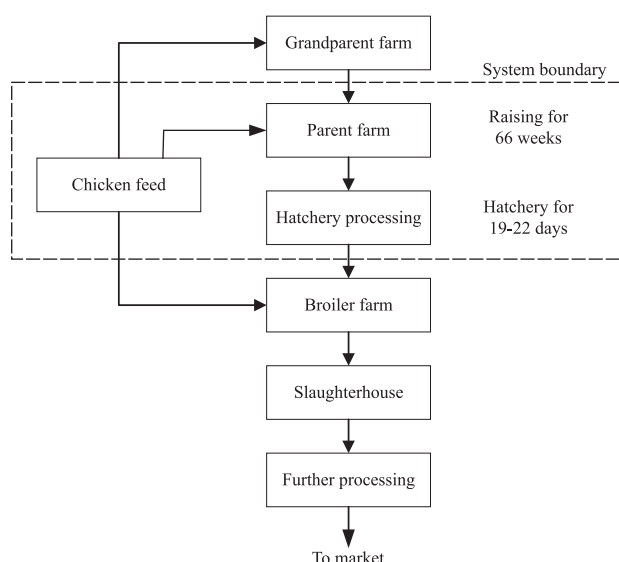 Grandparent farm
System boundary
Parent farm
Raising for
66 weeks
Chicken feed
Hatchery processing
Hatchery for
19-22 days
Broiler farm
Slaughterhouse
Further processing
To market